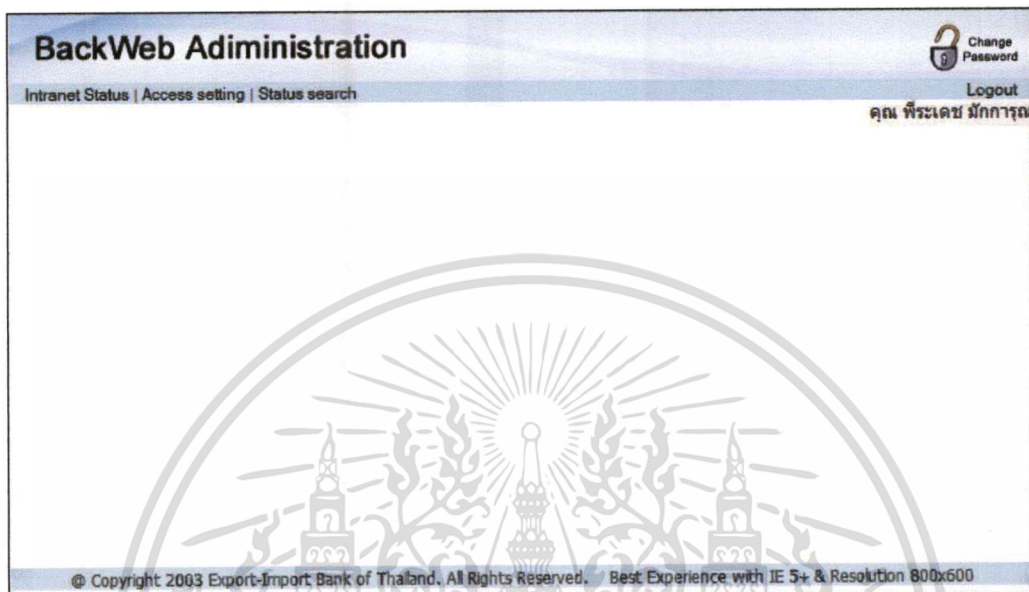 BackWeb Adiministration
Change
Password
Intranet Status | Access setting | Status search
Logout
คุณ พีระเดช มักการุณ
@ Copyright 2003 Export-Import Bank of Thailand. All Rights Reserved. Best Experience with IE 5+ & Resolution 800x600